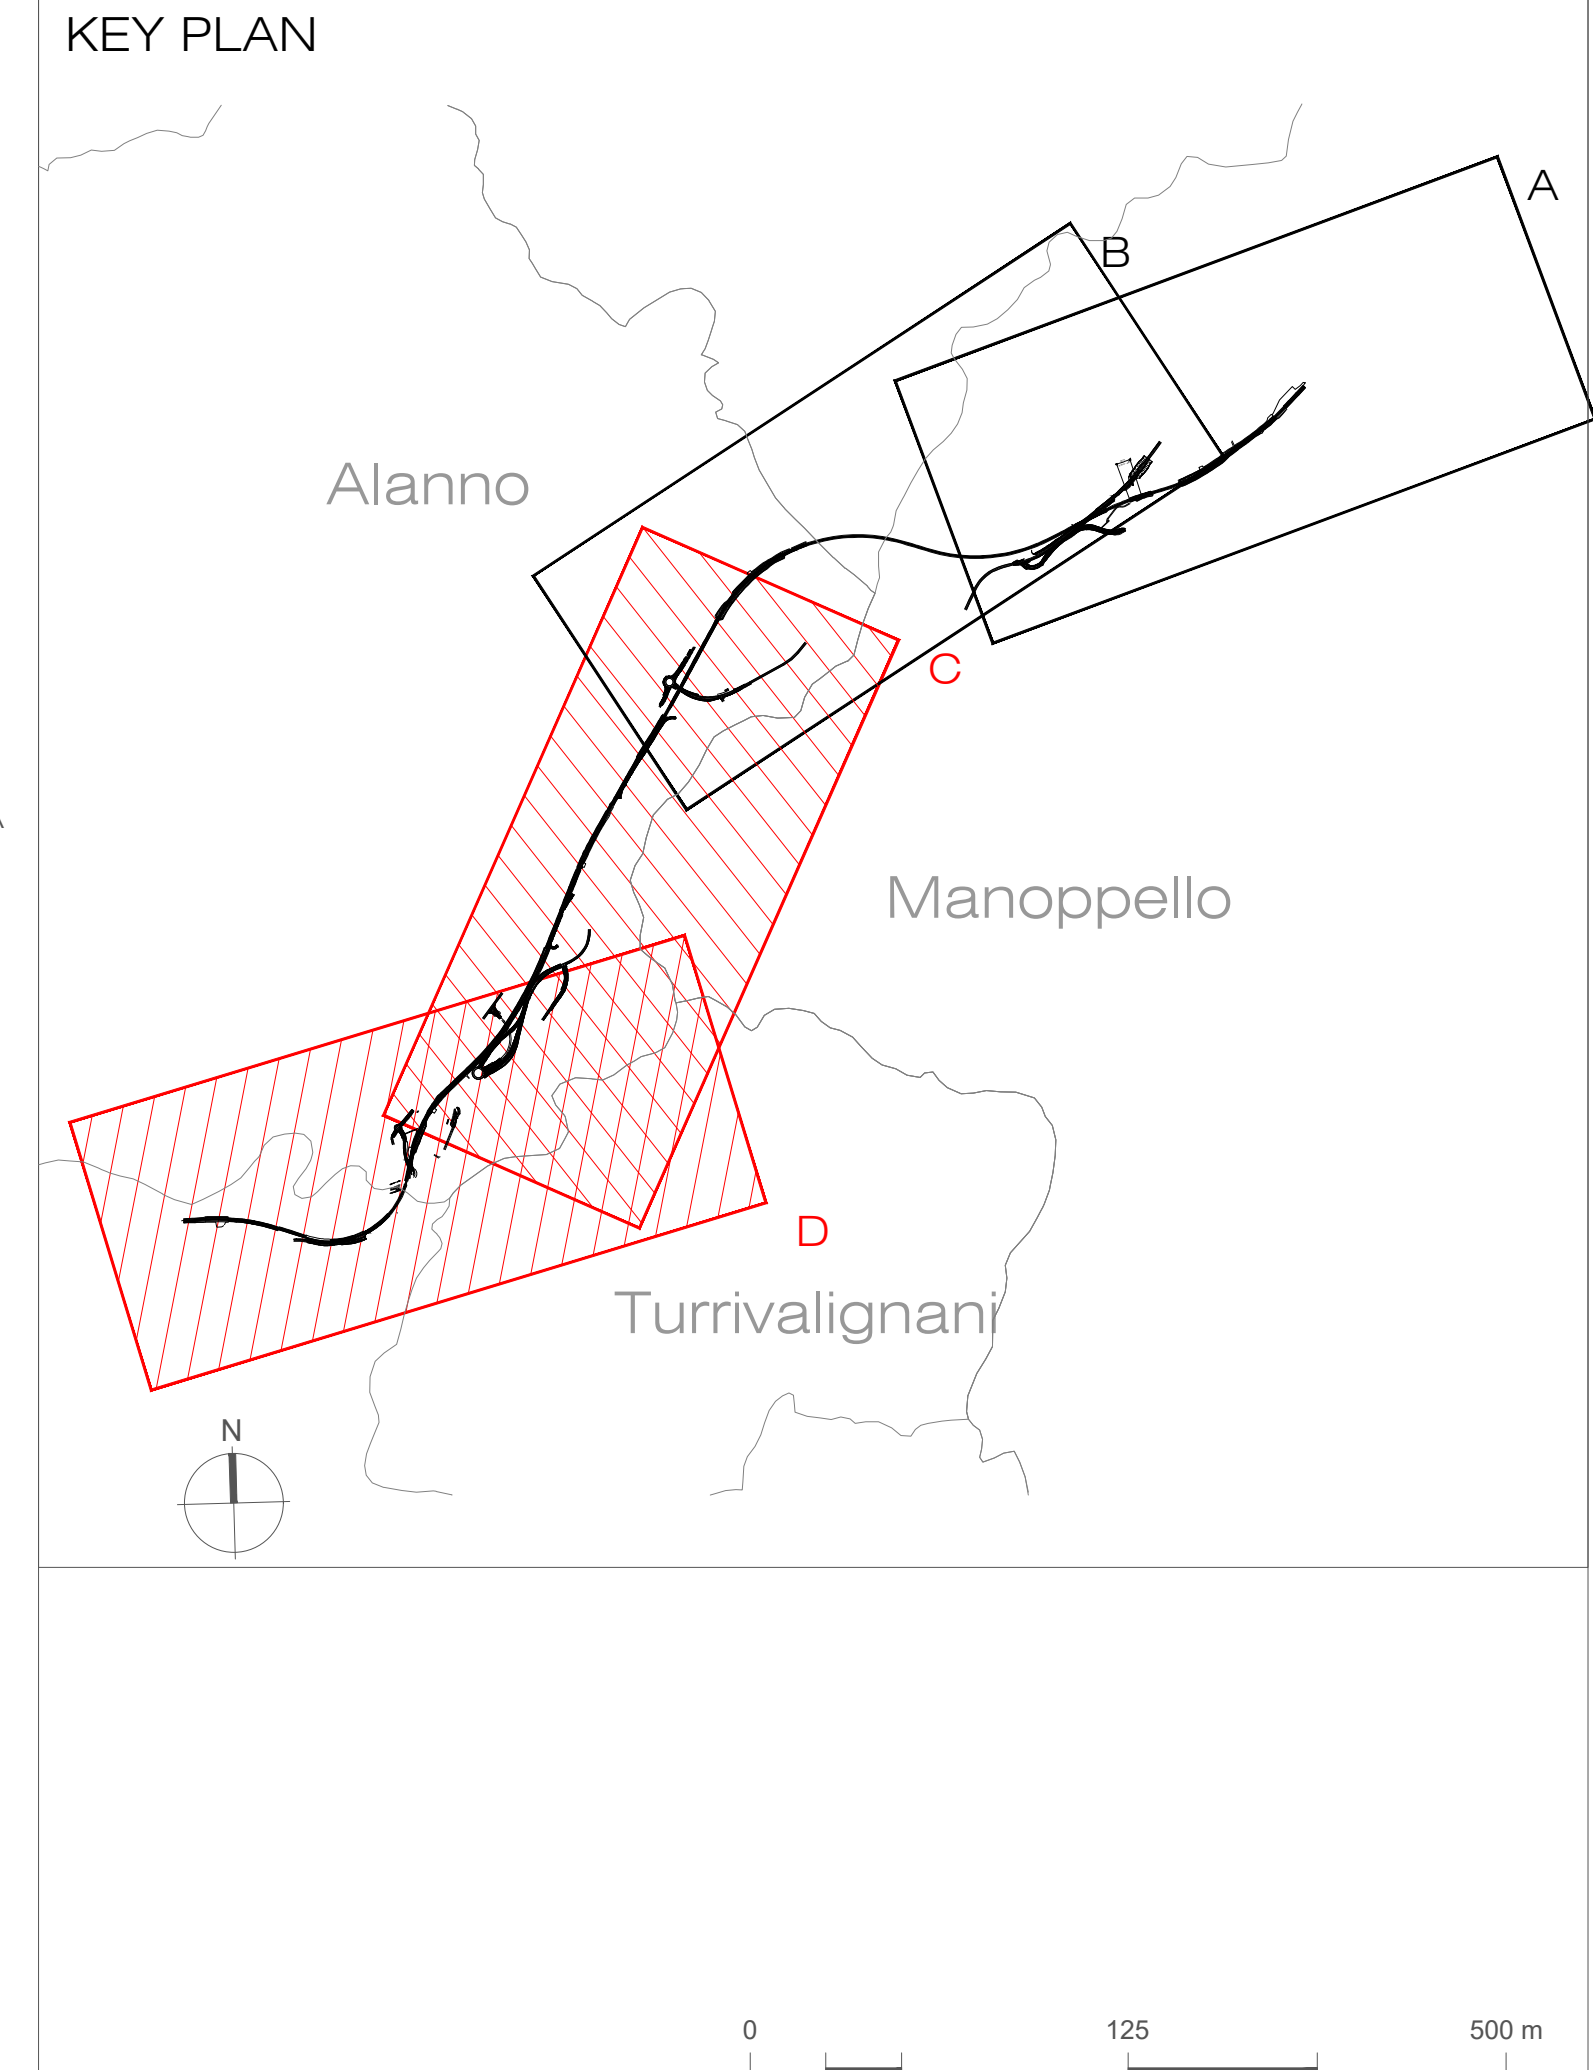 KEY PLAN
A
B
Alanno
C
Manoppello
D
Turrivalignani
N
0 125 500 m